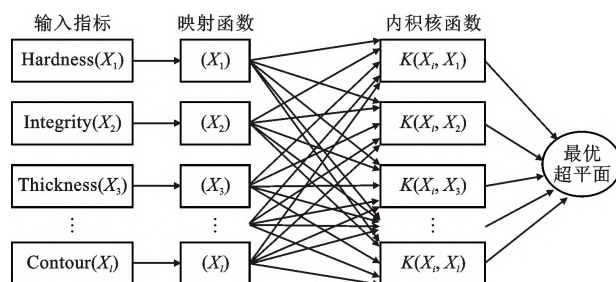 输入指标 映射函数 内积核函数
Hardness(X₁) (X₁) K(Xᵢ, X₁)
Integrity(X₂) (X₂) K(Xᵢ, X₂)
Thickness(X₃) (X₃) K(Xᵢ, X₃)
⋮ ⋮ ⋮
Contour(Xₗ) (Xₗ) K(Xᵢ, Xₗ)
最优
超平面